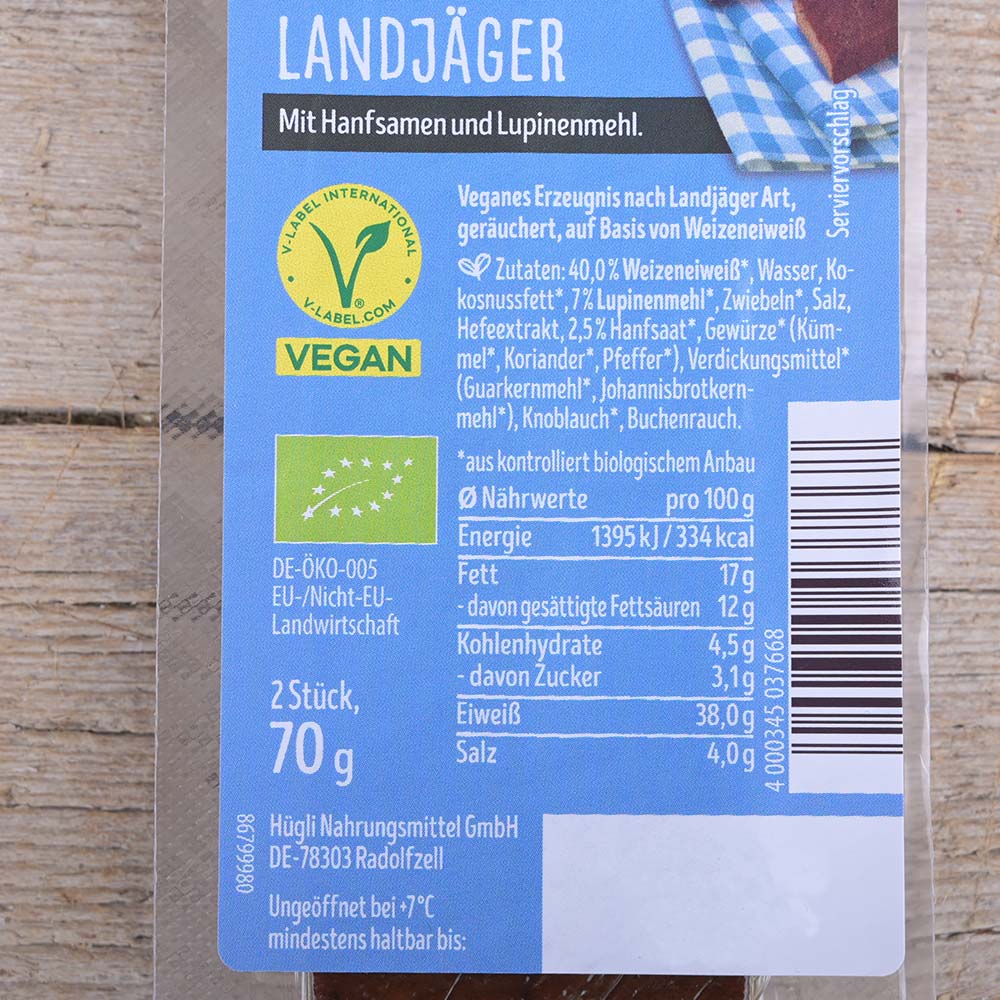 LANDJÄGER
Mit Hanfsamen und Lupinenmehl.
Serviervorschlag
V-LABEL INTERNATIONAL
V-LABEL.COM
®
VEGAN
Veganes Erzeugnis nach Landjäger Art,
geräuchert, auf Basis von Weizeneiweiß
Zutaten: 40,0% Weizeneiweiß*, Wasser, Ko-
kosnussfett*, 7% Lupinenmehl*, Zwiebeln*, Salz,
Hefeextrakt, 2,5% Hanfsaat*, Gewürze* (Küm-
mel*, Koriander*, Pfeffer*), Verdickungsmittel*
(Guarkernmehl*, Johannisbrotkern-
mehl*), Knoblauch*, Buchenrauch.
*aus kontrolliert biologischem Anbau
Ø Nährwerte pro 100 g
Energie 1395 kJ / 334 kcal
Fett 17 g
- davon gesättigte Fettsäuren 12 g
Kohlenhydrate 4,5 g
- davon Zucker 3,1 g
Eiweiß 38,0 g
Salz 4,0 g
4 000345 037668
DE-ÖKO-005
EU-/Nicht-EU-
Landwirtschaft
2 Stück,
70 g
86799980
Hügli Nahrungsmittel GmbH
DE-78303 Radolfzell
Ungeöffnet bei +7°C
mindestens haltbar bis: